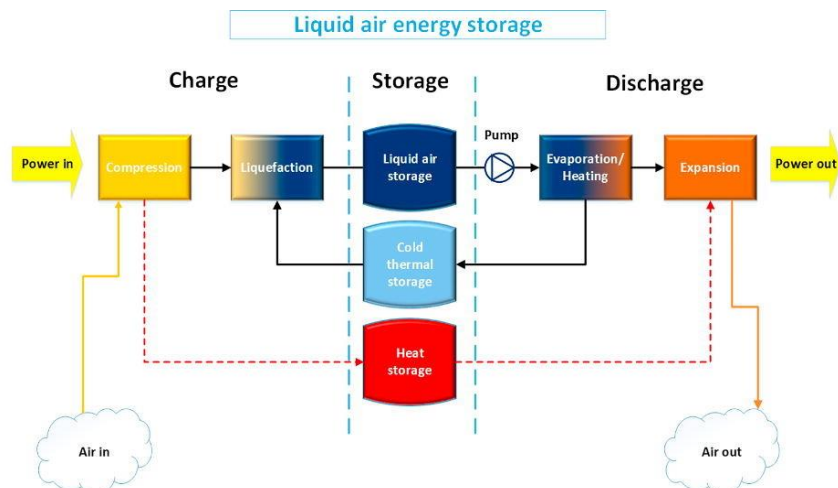 Liquid air energy storage
Charge
Storage
Discharge
Power in
Compression
Liquefaction
Liquid air
storage
Pump
Evaporation/
Heating
Expansion
Power out
Cold
thermal
storage
Heat
storage
Air in
Air out